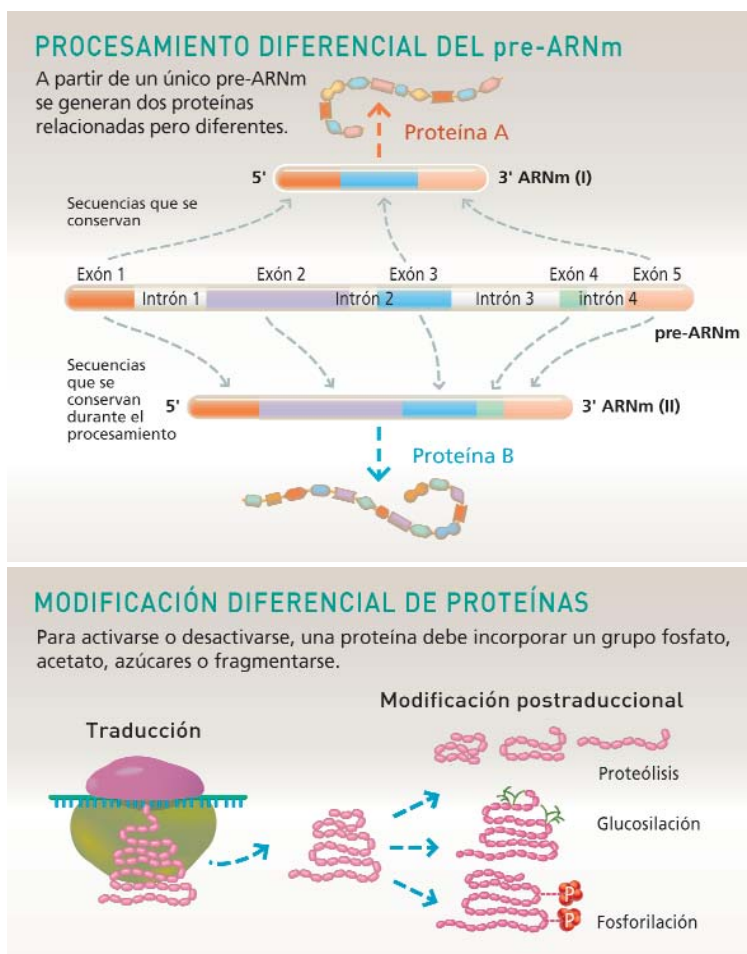 PROCESAMIENTO DIFERENCIAL DEL pre-ARNm
A partir de un único pre-ARNm
se generan dos proteínas
relacionadas pero diferentes.
Proteína A
5'
3' ARNm (I)
Secuencias que se
conservan
Exón 1
Exón 2
Exón 3
Exón 4
Exón 5
Intrón 1
Intrón 2
Intrón 3
intrón 4
pre-ARNm
Secuencias
que se
conservan
durante el
procesamiento
5'
3' ARNm (II)
Proteína B
MODIFICACIÓN DIFERENCIAL DE PROTEÍNAS
Para activarse o desactivarse, una proteína debe incorporar un grupo fosfato,
acetato, azúcares o fragmentarse.
Modificación postraduccional
Traducción
Proteólisis
Glucosilación
P
P
Fosforilación